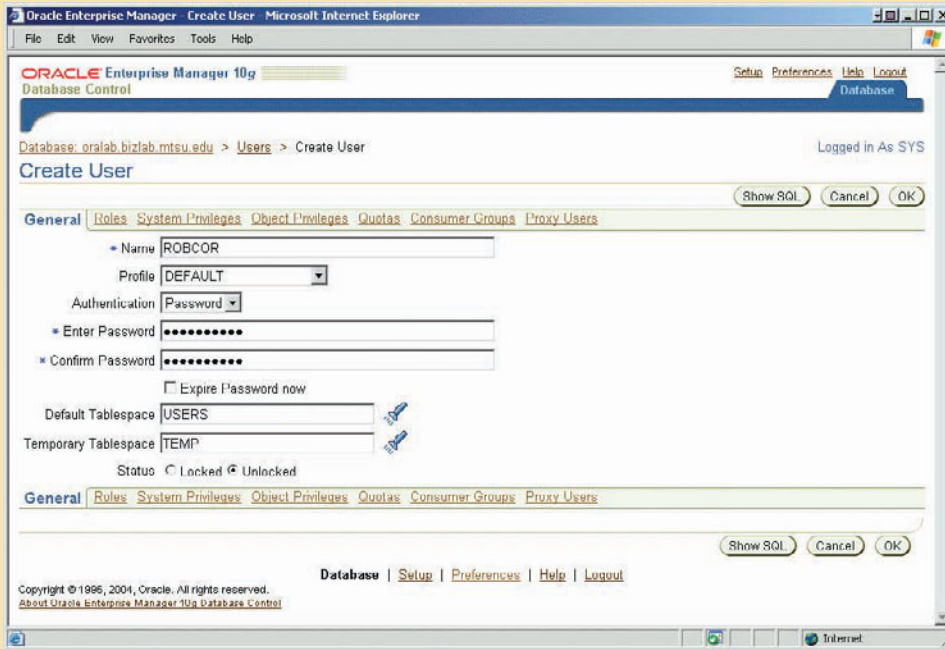 Oracle Enterprise Manager - Create User - Microsoft Internet Explorer
File Edit View Favorites Tools Help
ORACLE Enterprise Manager 10g
Database Control
Setup Preferences Help Logout
Database
Database: oralab.bizlab.mtsu.edu > Users > Create User
Logged in As SYS
Create User
Show SQL Cancel OK
General Roles System Privileges Object Privileges Quotas Consumer Groups Proxy Users
* Name ROBCOR
Profile DEFAULT
Authentication Password
* Enter Password ••••••••••
* Confirm Password ••••••••••
Expire Password now
Default Tablespace USERS
Temporary Tablespace TEMP
Status Locked Unlocked
General Roles System Privileges Object Privileges Quotas Consumer Groups Proxy Users
Show SQL Cancel OK
Database | Setup | Preferences | Help | Logout
Copyright © 1996, 2004, Oracle. All rights reserved.
About Oracle Enterprise Manager 10g Database Control
Internet